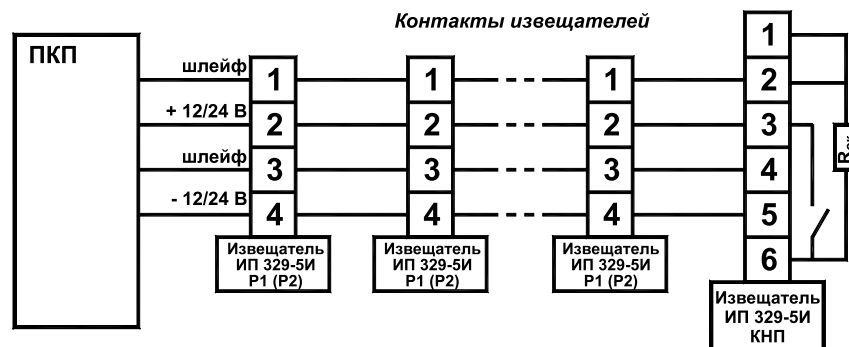 Контакты извещателей
ПКП
шлейф
+ 12/24 В
шлейф
- 12/24 В
1
2
3
4
1
2
3
4
1
2
3
4
1
2
3
4
5
6
Извещатель
ИП 329-5И
Р1 (Р2)
Извещатель
ИП 329-5И
Р1 (Р2)
Извещатель
ИП 329-5И
Р1 (Р2)
Извещатель
ИП 329-5И
КНП